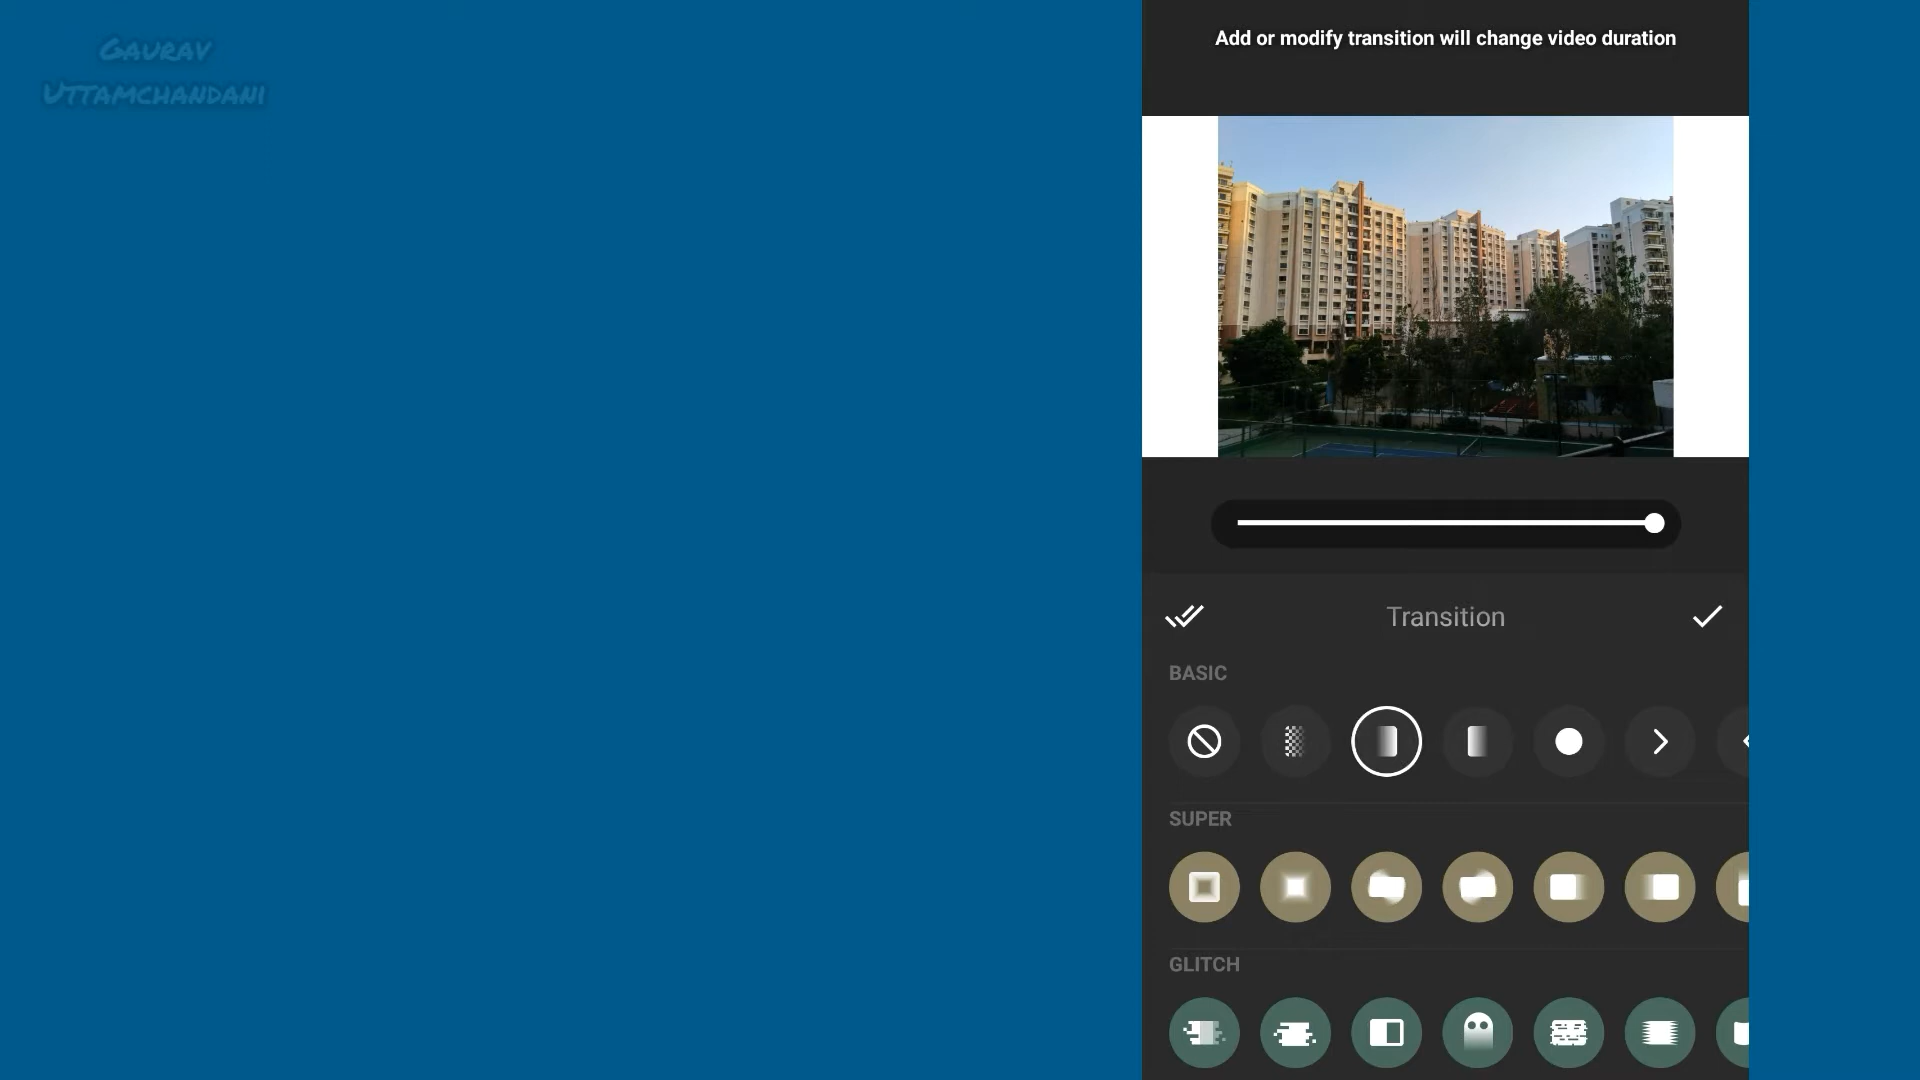 Gaurav
Uttamchandani
Add or modify transition will change video duration
Transition
BASIC
SUPER
GLITCH